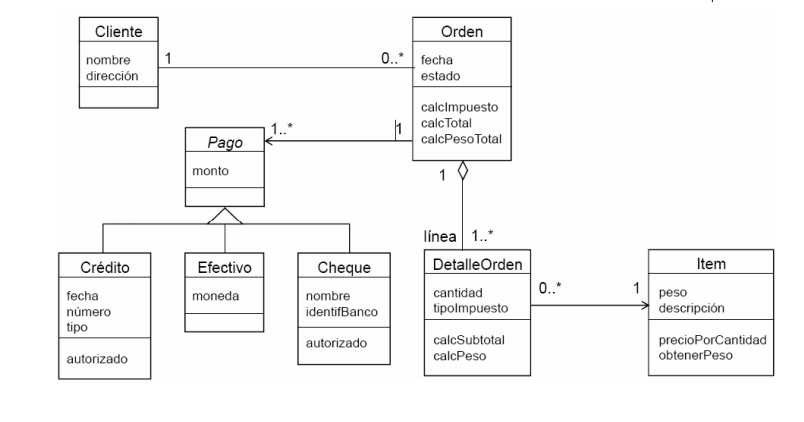 Cliente
nombre
dirección
1
0..*
Orden
fecha
estado
calcImpuesto
calcTotal
calcPesoTotal
1..*
1
Pago
monto
1
línea
1..*
Crédito
fecha
número
tipo
autorizado
Efectivo
moneda
Cheque
nombre
identifBanco
autorizado
DetalleOrden
cantidad
tipoImpuesto
calcSubtotal
calcPeso
0..*
1
Item
peso
descripción
precioPorCantidad
obtenerPeso